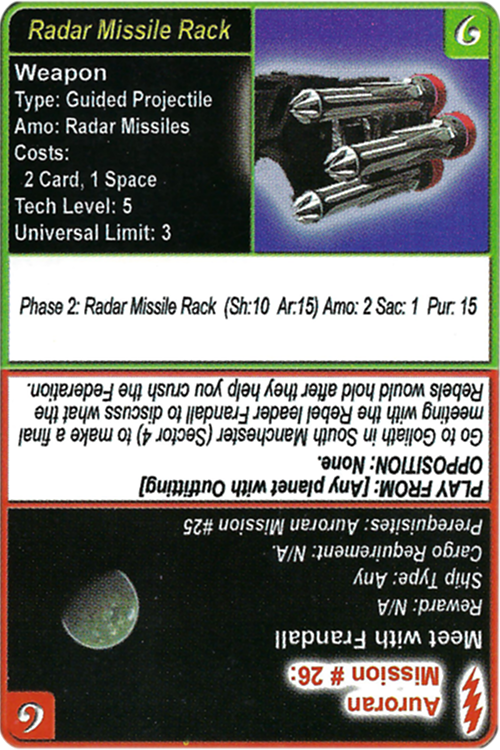 Radar Missile Rack
Weapon
Type: Guided Projectile
Amo: Radar Missiles
Costs:
2 Card, 1 Space
Tech Level: 5
Universal Limit: 3
Phase 2: Radar Missile Rack (Sh:10 Ar:15) Amo: 2 Sac: 1 Pur: 15
Auroran
Mission # 26:
Meet with Frandall
Reward: N/A
Ship Type: Any
Cargo Requirement: N/A.
Prerequisites: Auroran Mission #25
PLAY FROM: [Any planet with Outfitting]
OPPOSITION: None.
Go to Goliath in South Manchester (Sector 4) to make a final
meeting with the Rebel leader Frandall to discuss what the
Rebels would hold after they help you crush the Federation.